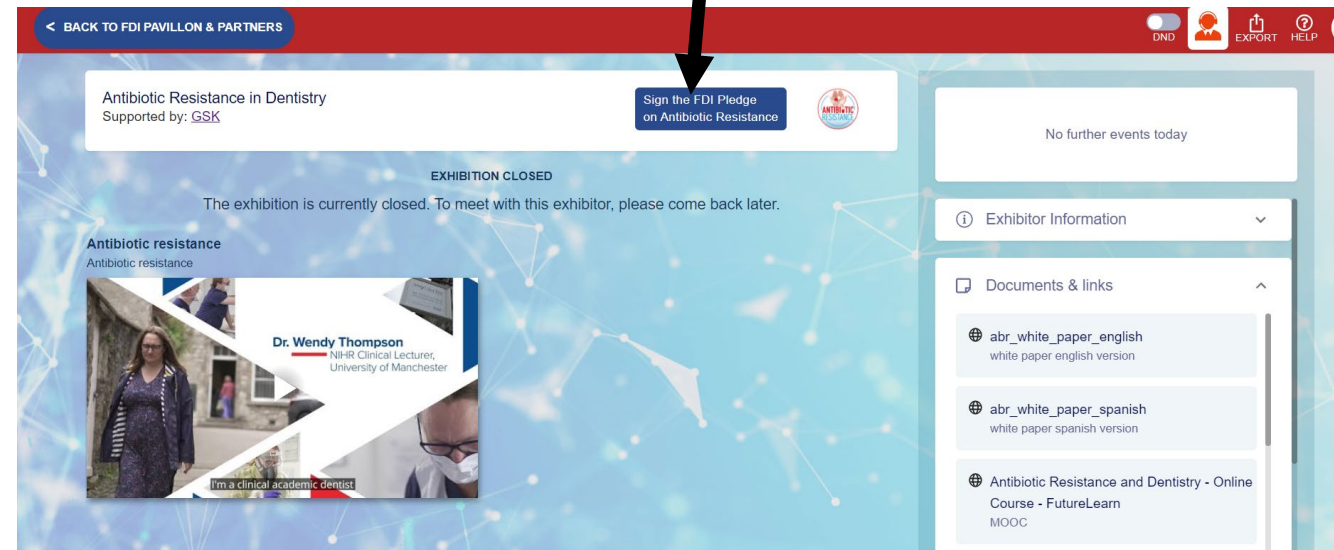 < BACK TO FDI PAVILLON & PARTNERS
DND
EXPORT
HELP
Antibiotic Resistance in Dentistry
Supported by: GSK
Sign the FDI Pledge
on Antibiotic Resistance
ANTIBIOTIC
RESISTANCE
No further events today
EXHIBITION CLOSED
The exhibition is currently closed. To meet with this exhibitor, please come back later.
Exhibitor Information
Antibiotic resistance
Antibiotic resistance
Dr. Wendy Thompson
NIHR Clinical Lecturer,
University of Manchester
I'm a clinical academic dentist
Documents & links
abr_white_paper_english
white paper english version
abr_white_paper_spanish
white paper spanish version
Antibiotic Resistance and Dentistry - Online
Course - FutureLearn
MOOC